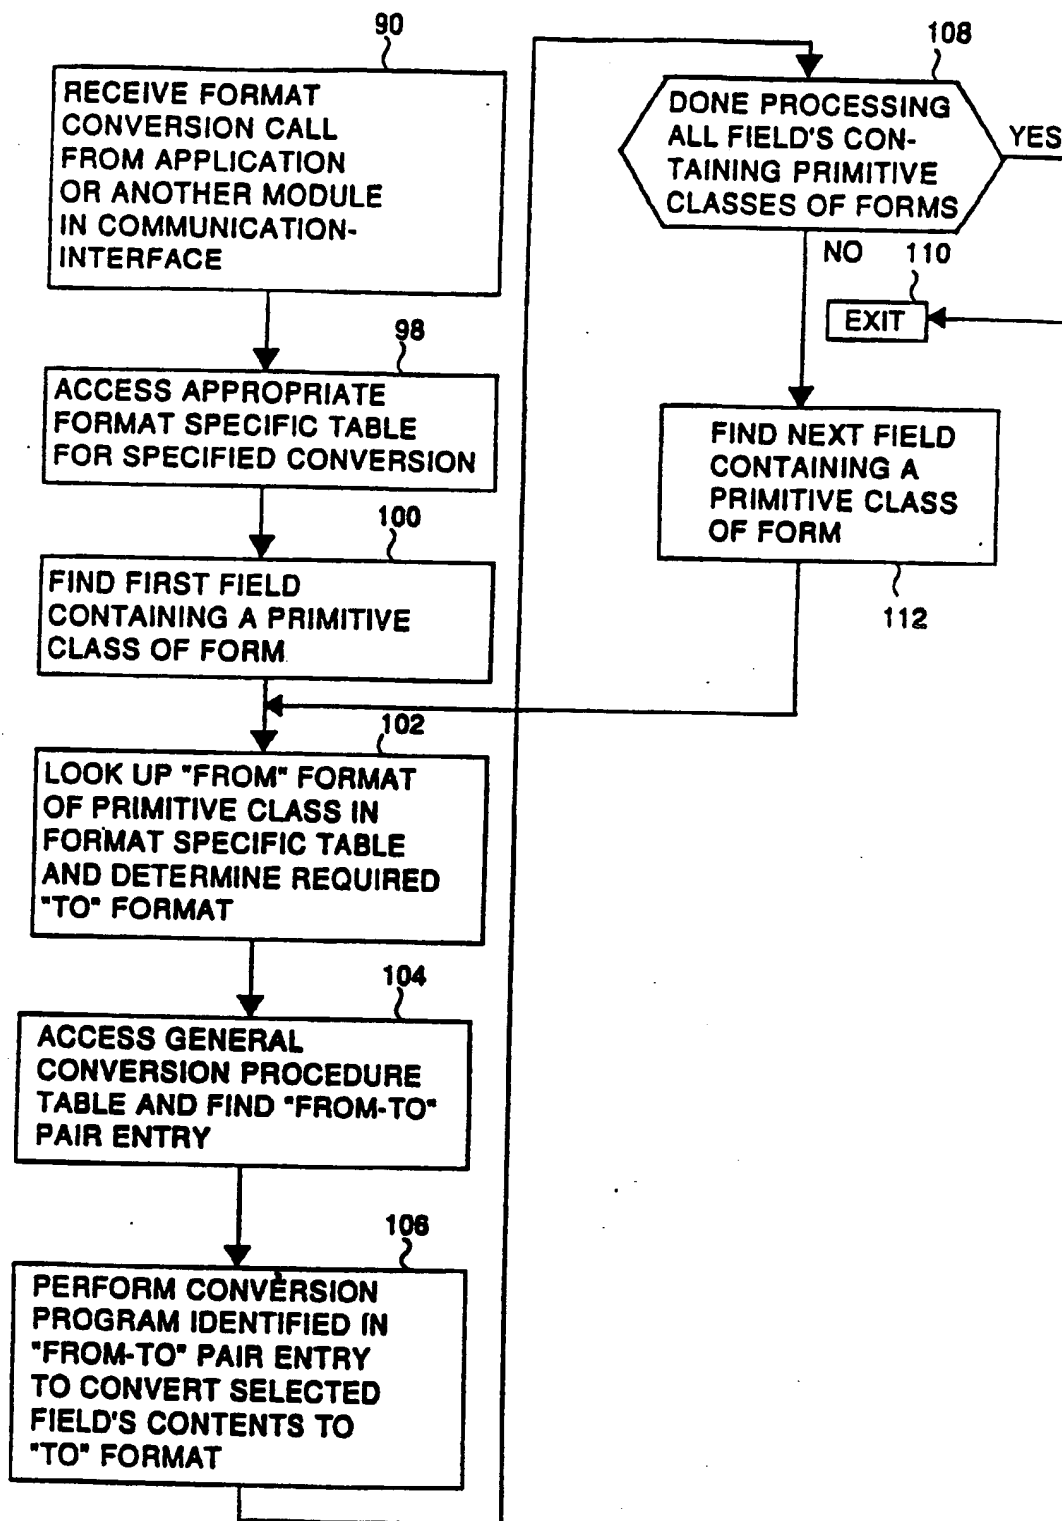 90
RECEIVE FORMAT
CONVERSION CALL
FROM APPLICATION
OR ANOTHER MODULE
IN COMMUNICATION-
INTERFACE
98
ACCESS APPROPRIATE
FORMAT SPECIFIC TABLE
FOR SPECIFIED CONVERSION
100
FIND FIRST FIELD
CONTAINING A PRIMITIVE
CLASS OF FORM
102
LOOK UP "FROM" FORMAT
OF PRIMITIVE CLASS IN
FORMAT SPECIFIC TABLE
AND DETERMINE REQUIRED
"TO" FORMAT
104
ACCESS GENERAL
CONVERSION PROCEDURE
TABLE AND FIND "FROM-TO"
PAIR ENTRY
106
PERFORM CONVERSION
PROGRAM IDENTIFIED IN
"FROM-TO" PAIR ENTRY
TO CONVERT SELECTED
FIELD'S CONTENTS TO
"TO" FORMAT
108
DONE PROCESSING
ALL FIELD'S CON-
TAINING PRIMITIVE
CLASSES OF FORMS
YES
NO
110
EXIT
FIND NEXT FIELD
CONTAINING A
PRIMITIVE CLASS
OF FORM
112